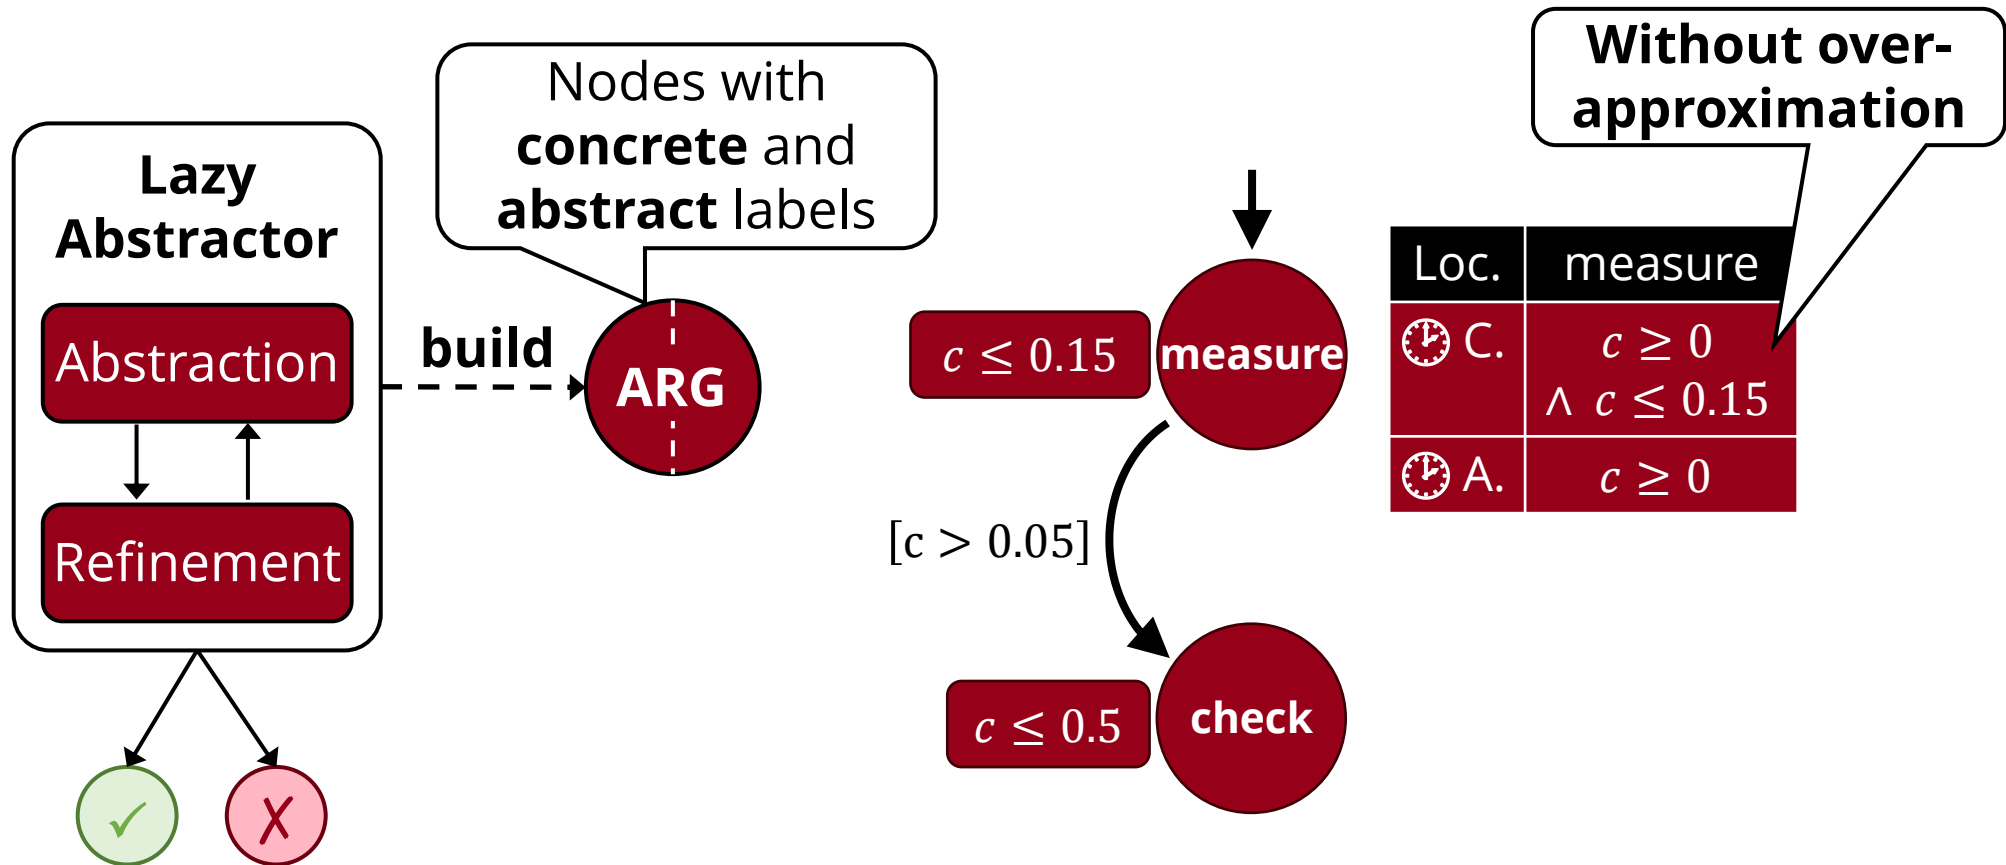 Lazy
Abstractor
Abstraction
Refinement
✓
✗
build
Nodes with
concrete and
abstract labels
ARG
measure
c ≤ 0.15
[c > 0.05]
c ≤ 0.5
check
Without over-
approximation
Loc. measure
C. c ≥ 0
∧ c ≤ 0.15
A. c ≥ 0